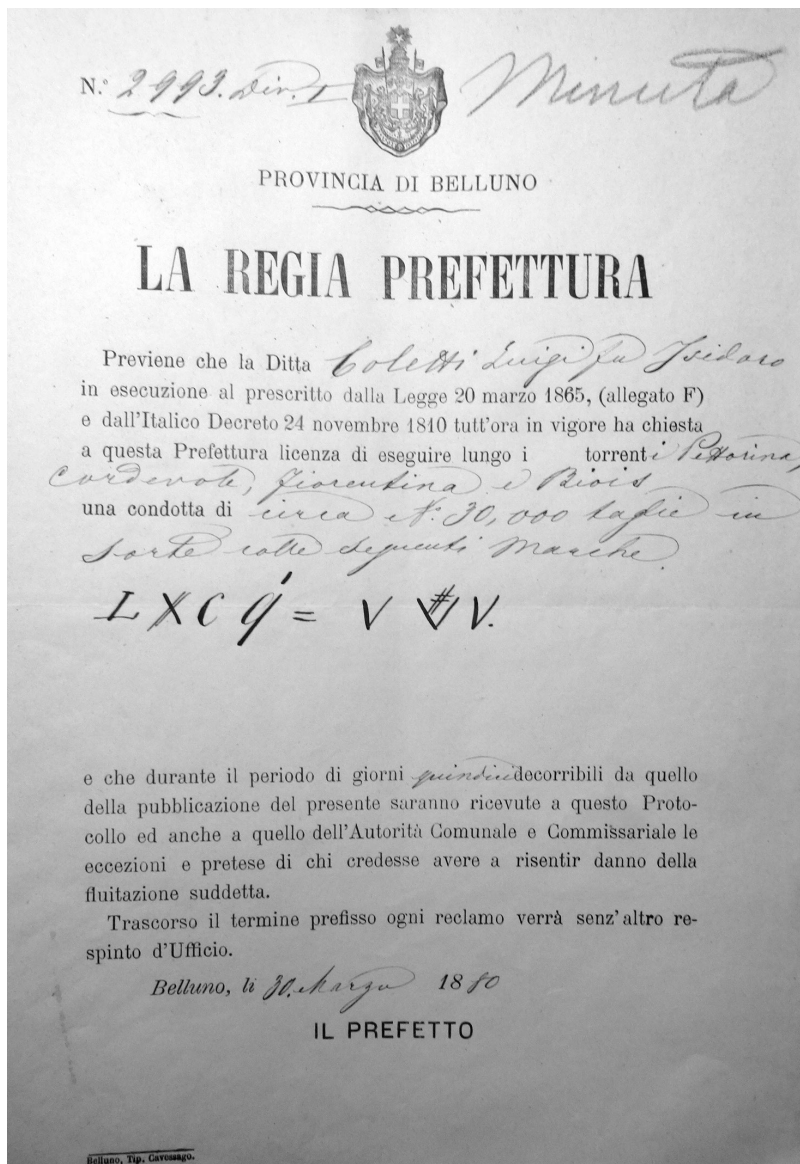 N.º 2993. Div. I Minuta
PROVINCIA DI BELLUNO
LA REGIA PREFETTURA
Previene che la Ditta Coletti Luigi fu Isidoro
in esecuzione al prescritto dalla Legge 20 marzo 1865, (allegato F)
e dall'Italico Decreto 24 novembre 1810 tutt'ora in vigore ha chiesta
a questa Prefettura licenza di eseguire lungo i torrenti Pettorina,
Cordevole, Fiorentina e Biois
una condotta di circa N.º 30,000 taglie in
sorte colle seguenti Marche.
L X C = V V.
e che durante il periodo di giorni quindici decorribili da quello
della pubblicazione del presente saranno ricevute a questo Proto-
collo ed anche a quello dell'Autorità Comunale e Commissariale le
eccezioni e pretese di chi credesse avere a risentir danno della
fluitazione suddetta.
Trascorso il termine prefisso ogni reclamo verrà senz'altro re-
spinto d'Ufficio.
Belluno, li 30. Marzo 1880
IL PREFETTO
Belluno, Tip. Cavessago.